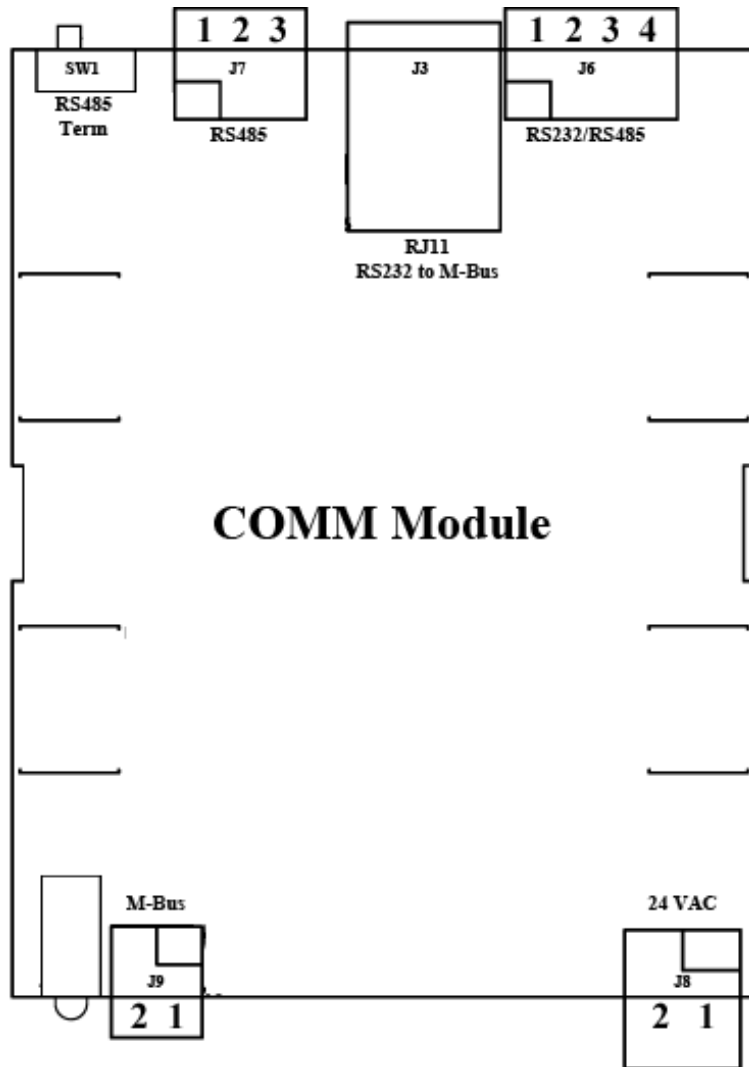 1 2 3
1 2 3 4
SW1
J7
J3
J6
RS485
Term
RS485
RS232/RS485
RJ11
RS232 to M-Bus
COMM Module
M-Bus
24 VAC
J9
J8
2 1
2 1